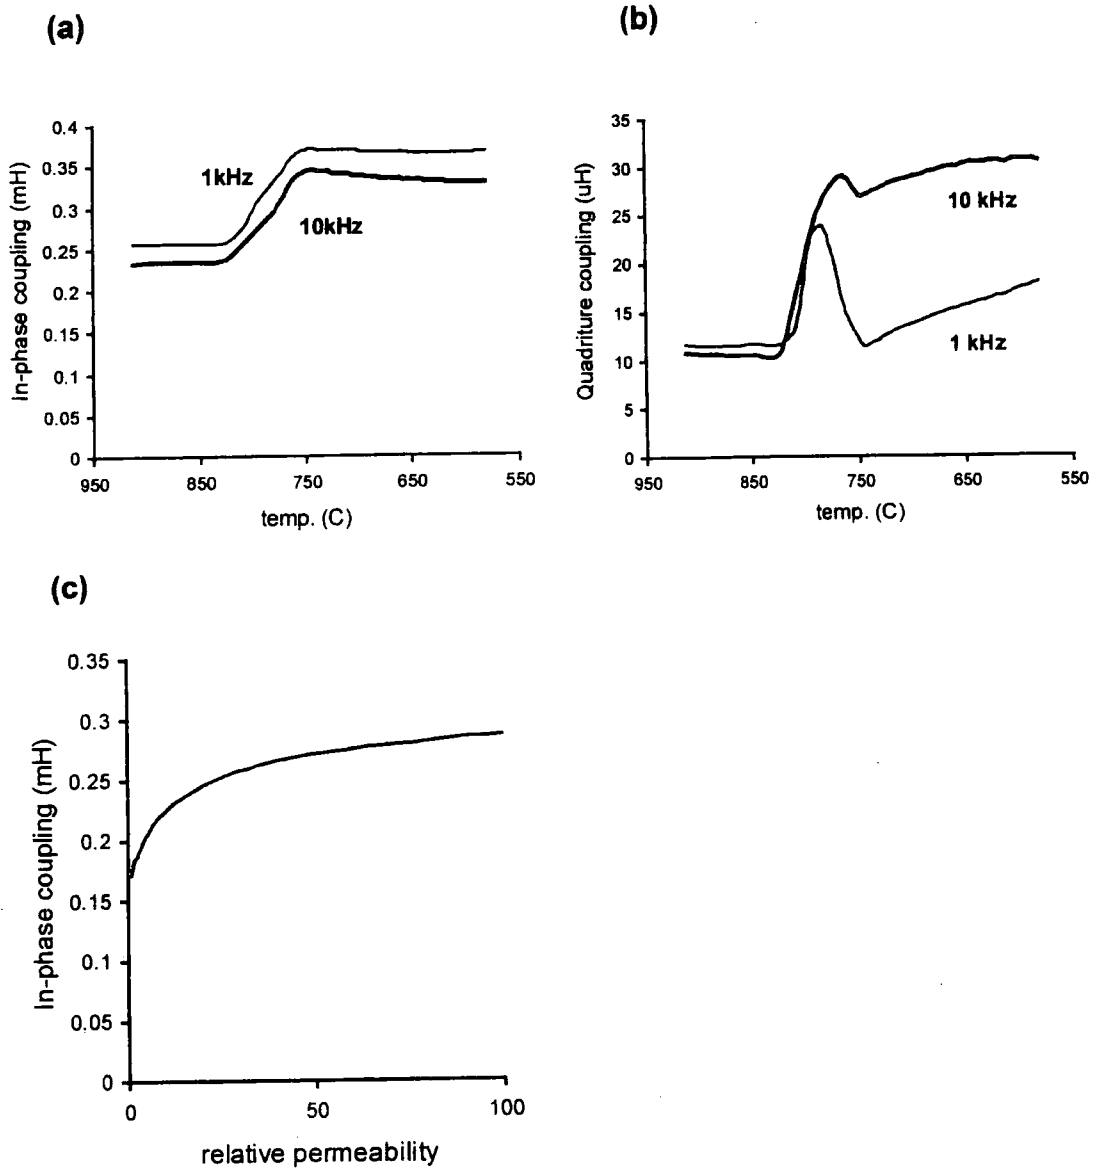 (a)
In-phase coupling (mH)
0.4
0.35
0.3
0.25
0.2
0.15
0.1
0.05
0
1kHz
10kHz
950 850 750 650 550
temp. (C)
(b)
Quadriture coupling (uH)
35
30
25
20
15
10
5
0
10 kHz
1 kHz
950 850 750 650 550
temp. (C)
(c)
In-phase coupling (mH)
0.35
0.3
0.25
0.2
0.15
0.1
0.05
0
0 50 100
relative permeability